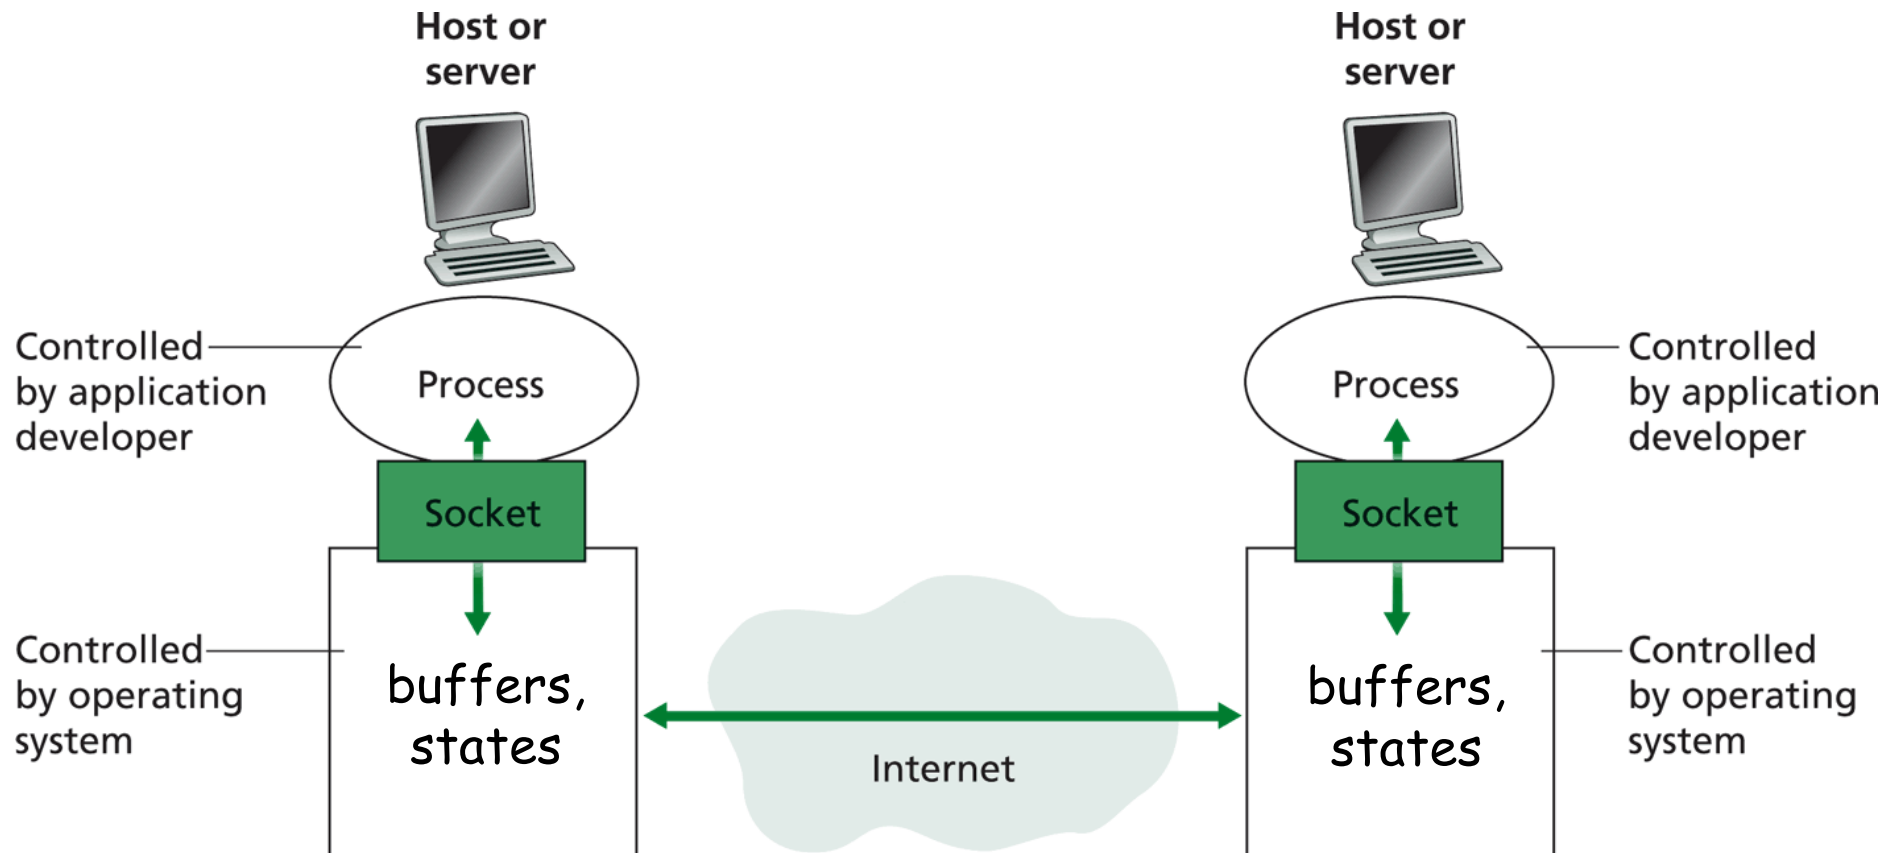 Host or
server
Host or
server
Controlled
by application
developer
Process
Process
Controlled
by application
developer
Socket
Socket
Controlled
by operating
system
buffers,
states
Internet
buffers,
states
Controlled
by operating
system